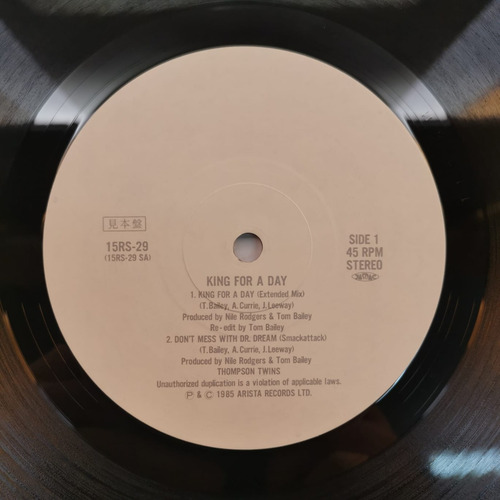 見本盤
15RS-29
(15RS-29 SA)
SIDE 1
45 RPM
STEREO
KING FOR A DAY
1. KING FOR A DAY (Extended Mix)
(T.Bailey, A.Currie, J.Leeway)
Produced by Nile Rodgers & Tom Bailey
Re-edit by Tom Bailey
2. DON'T MESS WITH DR. DREAM (Smackattack)
(T.Bailey, A.Currie, J.Leeway)
Produced by Nile Rodgers & Tom Bailey
THOMPSON TWINS
Unauthorized duplication is a violation of applicable laws.
Ⓟ & Ⓒ 1985 ARISTA RECORDS LTD.